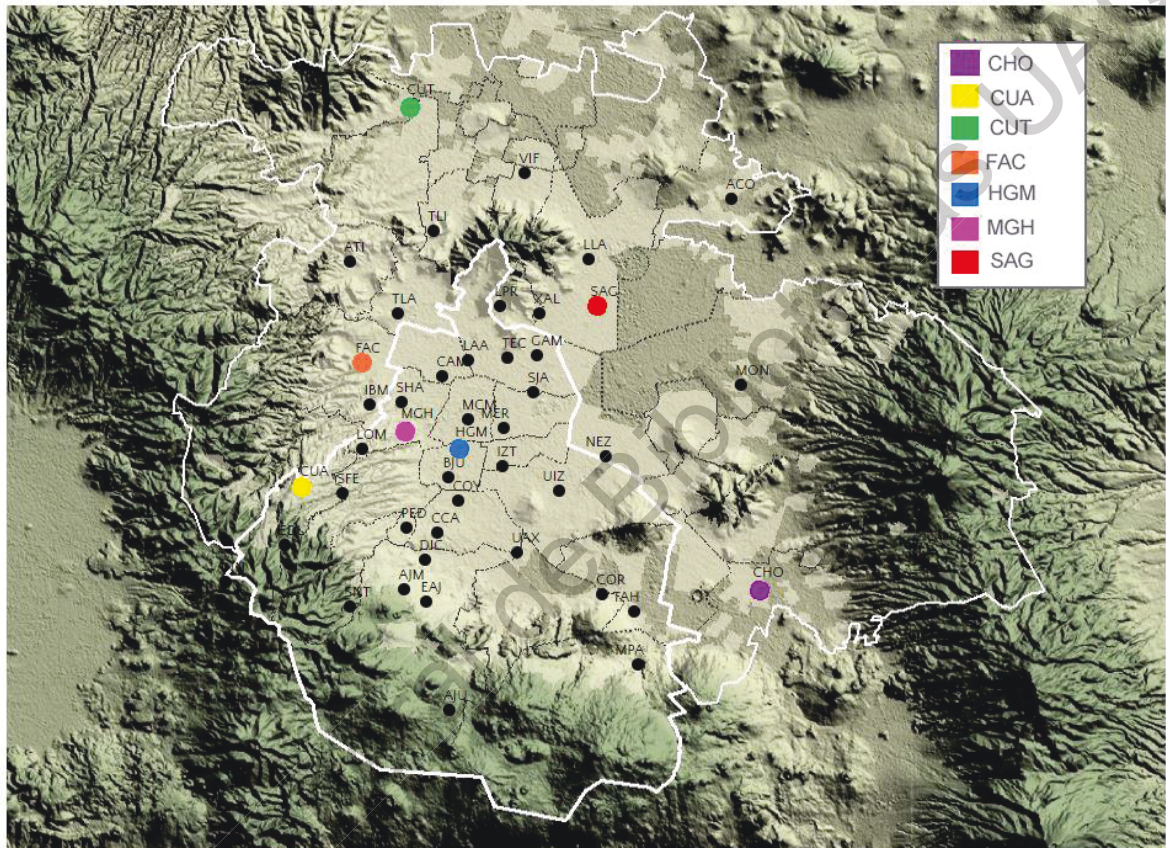 CUT
VIF
ACO
TLI
ATI
LLA
TLA
LPR
XAL
SAG
FAC
LAA
TEC
GAM
CAM
IBM
SHA
SJA
MON
MGH
MCM
MER
LOM
HGM
NEZ
CUA
SFE
BJU
IZT
UIZ
COY
PED
CCA
DIC
UAX
AJM
EAJ
SNT
COR
TAH
CHO
MPA
AJU
CHO
CUA
CUT
FAC
HGM
MGH
SAG